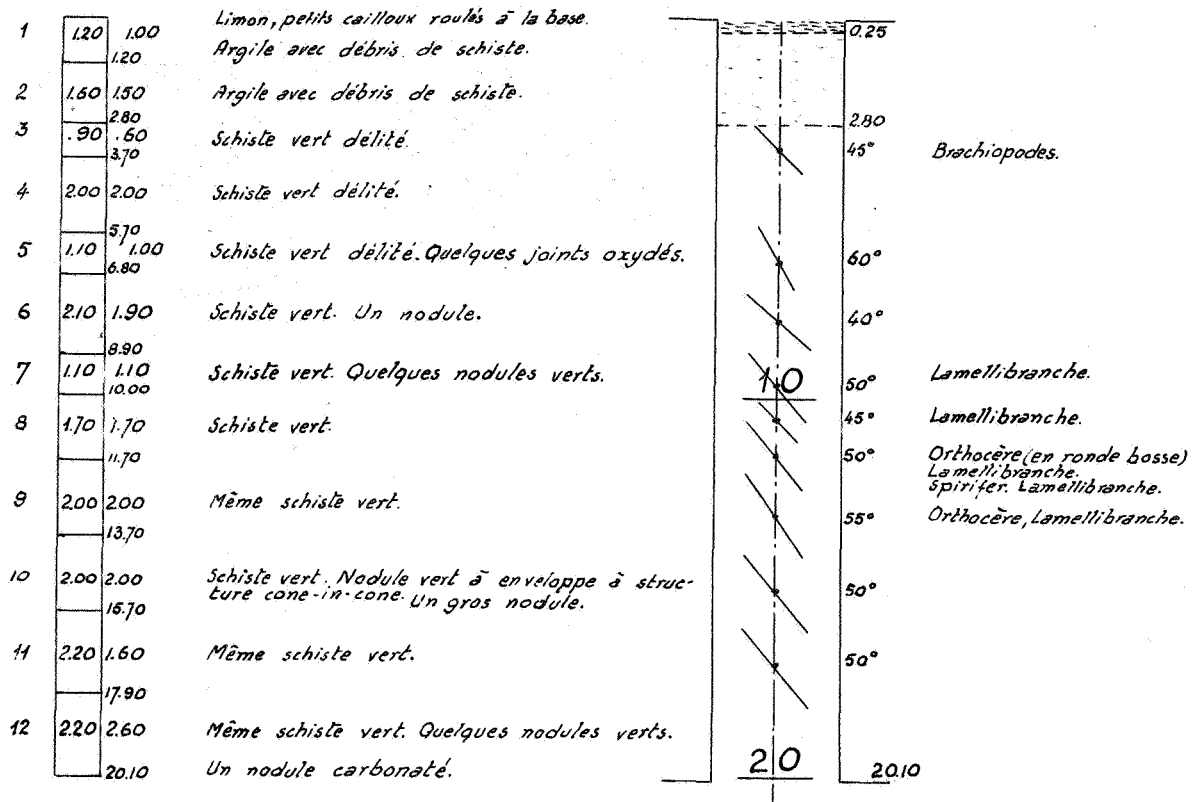 Limon, petits cailloux roulés à la base.
1 1.20 1.00 0.25
1.20 Argile avec débris de schiste.
2 1.60 1.50 Argile avec débris de schiste.
2.80 2.80
3 .90 .60 Schiste vert délité. 45° Brachiopodes.
3.70
4 2.00 2.00 Schiste vert délité.
5.70
5 1.10 1.00 Schiste vert délité. Quelques joints oxydés. 60°
6.80
6 2.10 1.90 Schiste vert. Un nodule. 40°
8.90
7 1.10 1.10 Schiste vert. Quelques nodules verts. 10 50° Lamellibranche.
10.00
8 1.70 1.70 Schiste vert. 45° Lamellibranche.
11.70 50° Orthocère (en ronde bosse)
Lamellibranche.
Spirifer. Lamellibranche.
9 2.00 2.00 Même schiste vert. 55° Orthocère, Lamellibranche.
13.70
10 2.00 2.00 Schiste vert. Nodule vert à enveloppe à struc- 50°
ture cone-in-cone. Un gros nodule.
15.70
11 2.20 1.60 Même schiste vert. 50°
17.90
12 2.20 2.60 Même schiste vert. Quelques nodules verts.
20.10 Un nodule carbonaté. 20 20.10